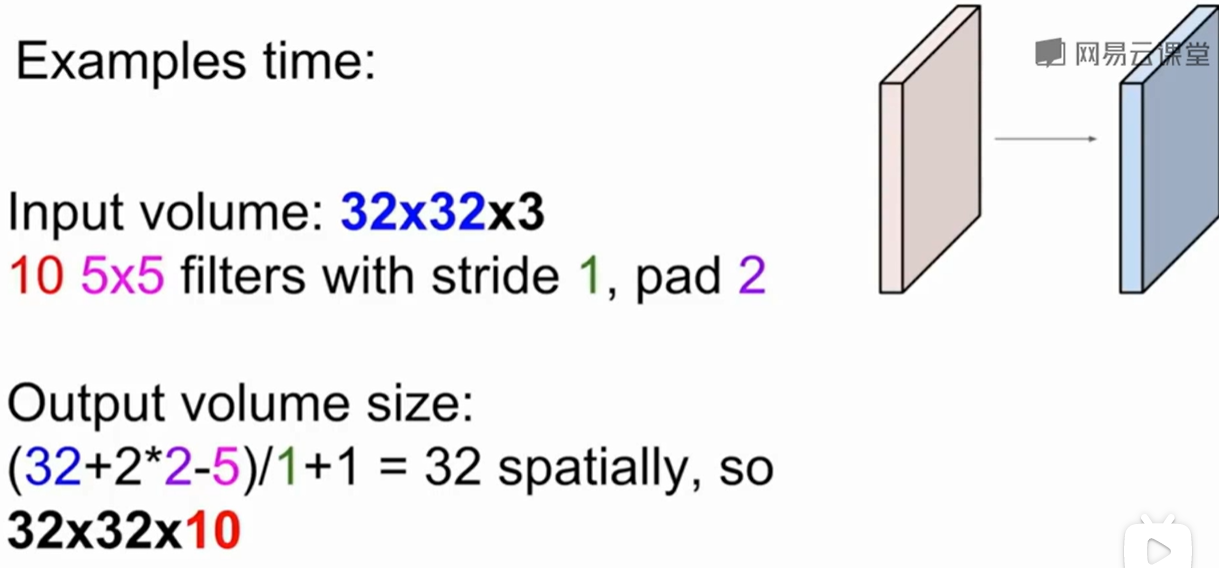 Examples time:
网易云课堂
Input volume: 32x32x3
10 5x5 filters with stride 1, pad 2
Output volume size:
(32+2*2-5)/1+1 = 32 spatially, so
32x32x10